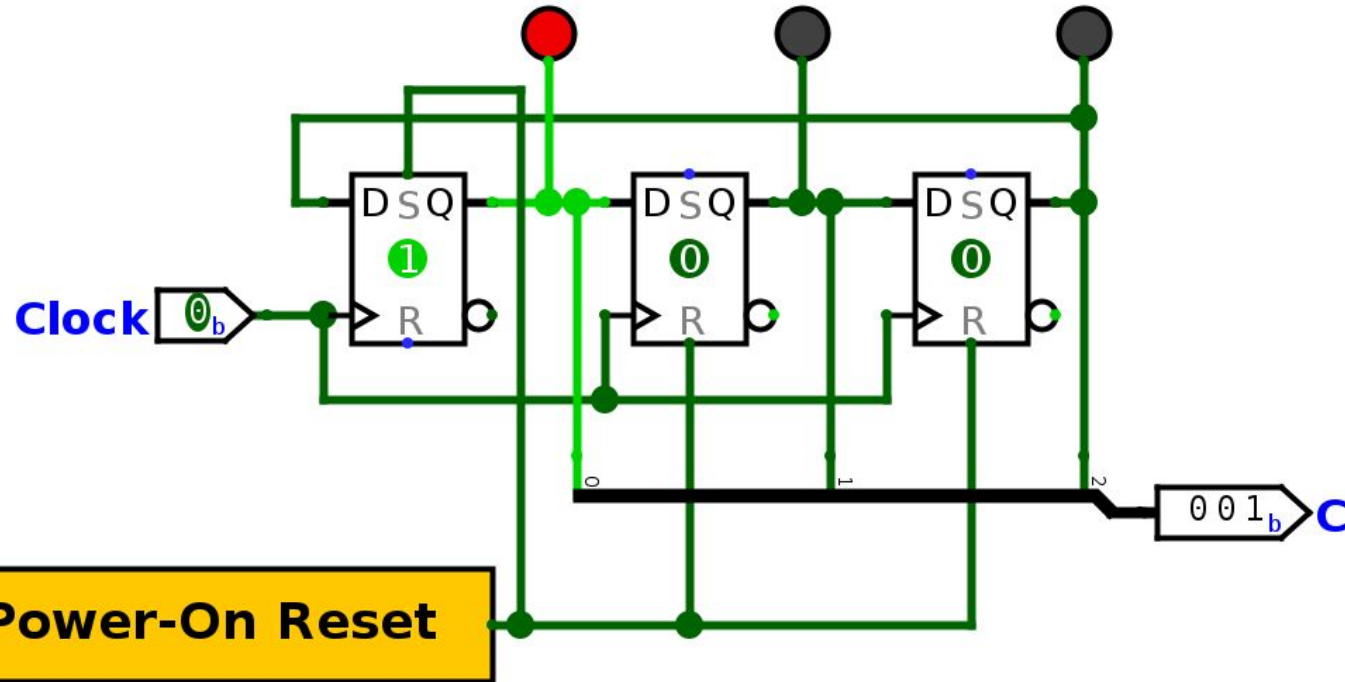 D S Q D S Q D S Q
1 0 0
Clock 0b R R R
0 1 2
001b C
Power-On Reset